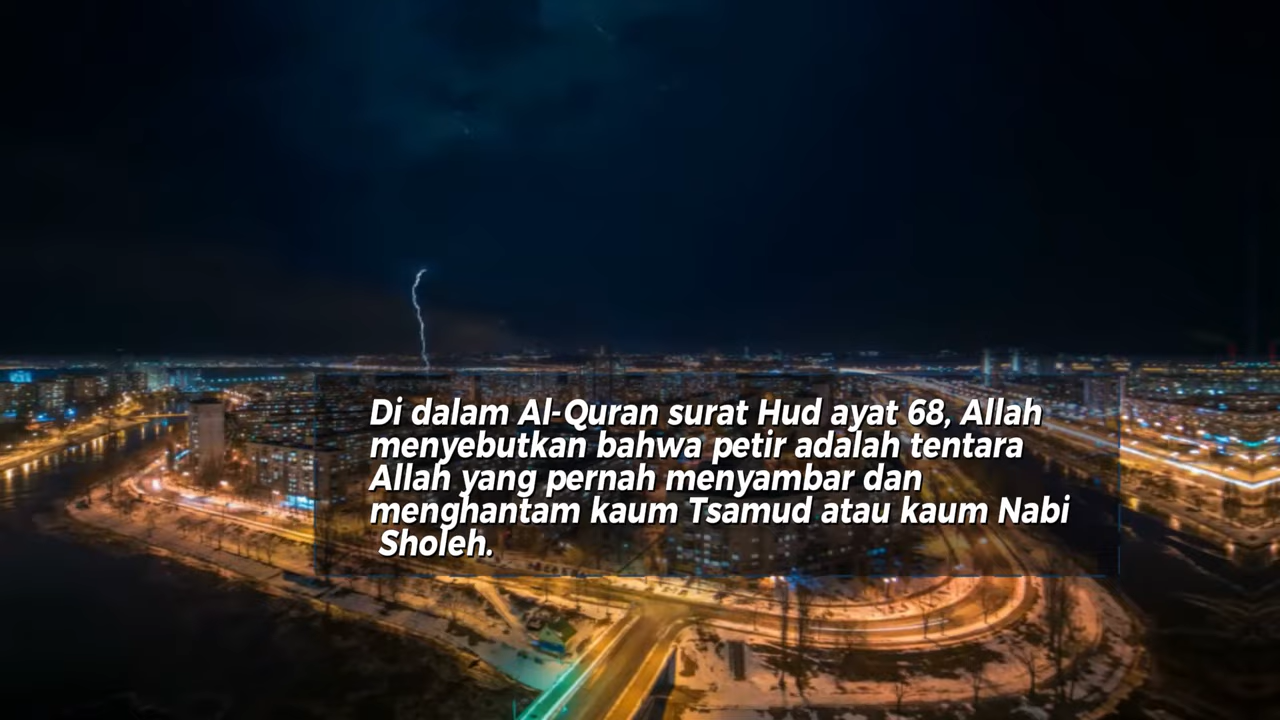 Di dalam Al-Quran surat Hud ayat 68, Allah
menyebutkan bahwa petir adalah tentara
Allah yang pernah menyambar dan
menghantam kaum Tsamud atau kaum Nabi
Sholeh.